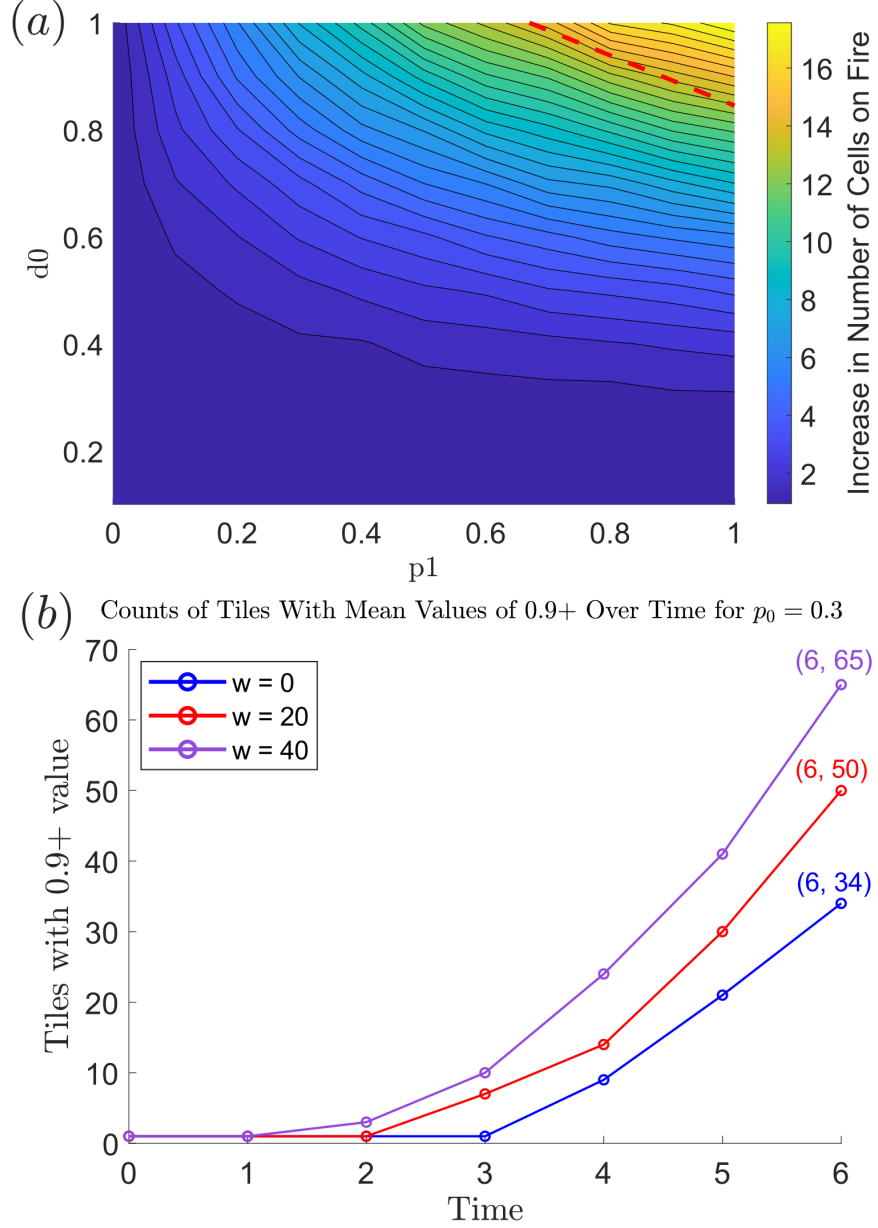 (a)
1
0.8
0.6
0.4
0.2
d0
0 0.2 0.4 0.6 0.8 1
p1
16
14
12
10
8
6
4
2
Increase in Number of Cells on Fire
(b)
Counts of Tiles With Mean Values of 0.9+ Over Time for p₀ = 0.3
70
60
50
40
30
20
10
0
Tiles with 0.9+ value
w = 0
w = 20
w = 40
(6, 65)
(6, 50)
(6, 34)
0 1 2 3 4 5 6
Time